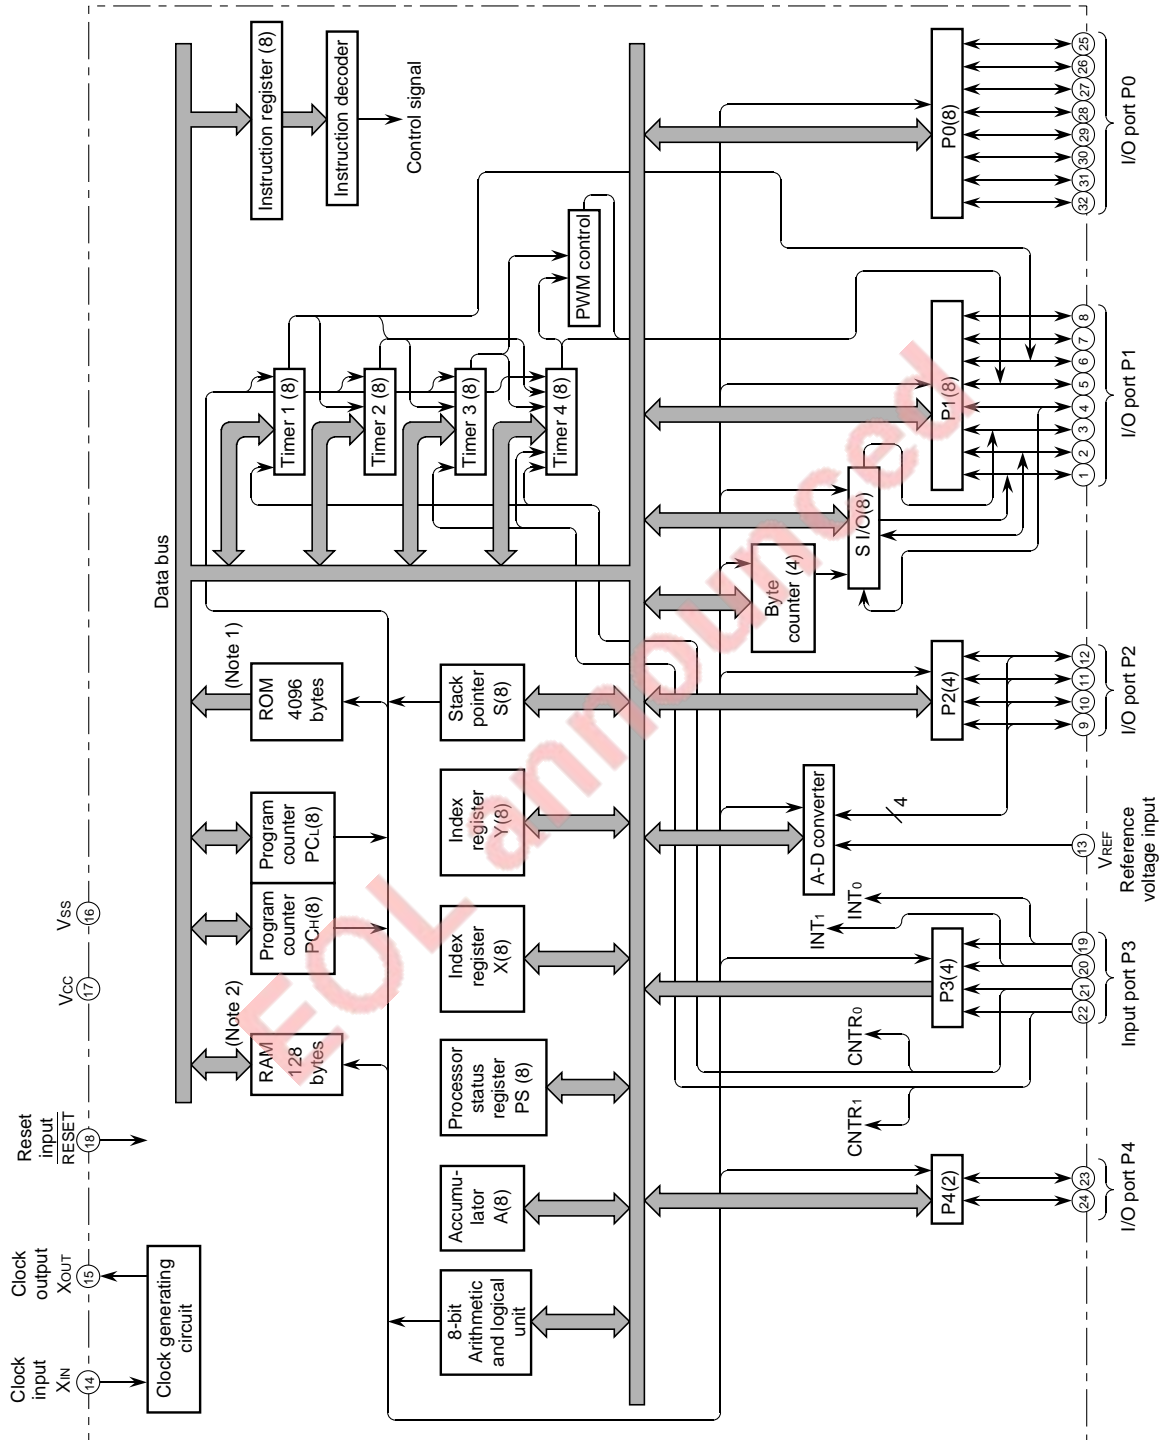 Clock
input
XIN
14
Clock
output
XOUT
15
Reset
input
RESET
18
VCC
17
VSS
16
Clock generating
circuit
Data bus
(Note 2)
RAM
128
bytes
Program
counter
PCH(8)
Program
counter
PCL(8)
(Note 1)
ROM
4096
bytes
Timer 1 (8)
Timer 2 (8)
Timer 3 (8)
Timer 4 (8)
Instruction register (8)
Instruction decoder
Control signal
8-bit
Arithmetic
and logical
unit
Accumu-
lator
A(8)
Processor
status
register
PS (8)
Index
register
X(8)
Index
register
Y(8)
Stack
pointer
S(8)
PWM control
Byte
counter (4)
S I/O(8)
A-D converter
4
CNTR1
CNTR0
INT1
INT0
P4(2)
P3(4)
P2(4)
P1(8)
P0(8)
24
23
I/O port P4
22
21
20
19
Input port P3
13
VREF
Reference
voltage input
9
10
11
12
I/O port P2
1
2
3
4
5
6
7
8
I/O port P1
32
31
30
29
28
27
26
25
I/O port P0
EOL announced